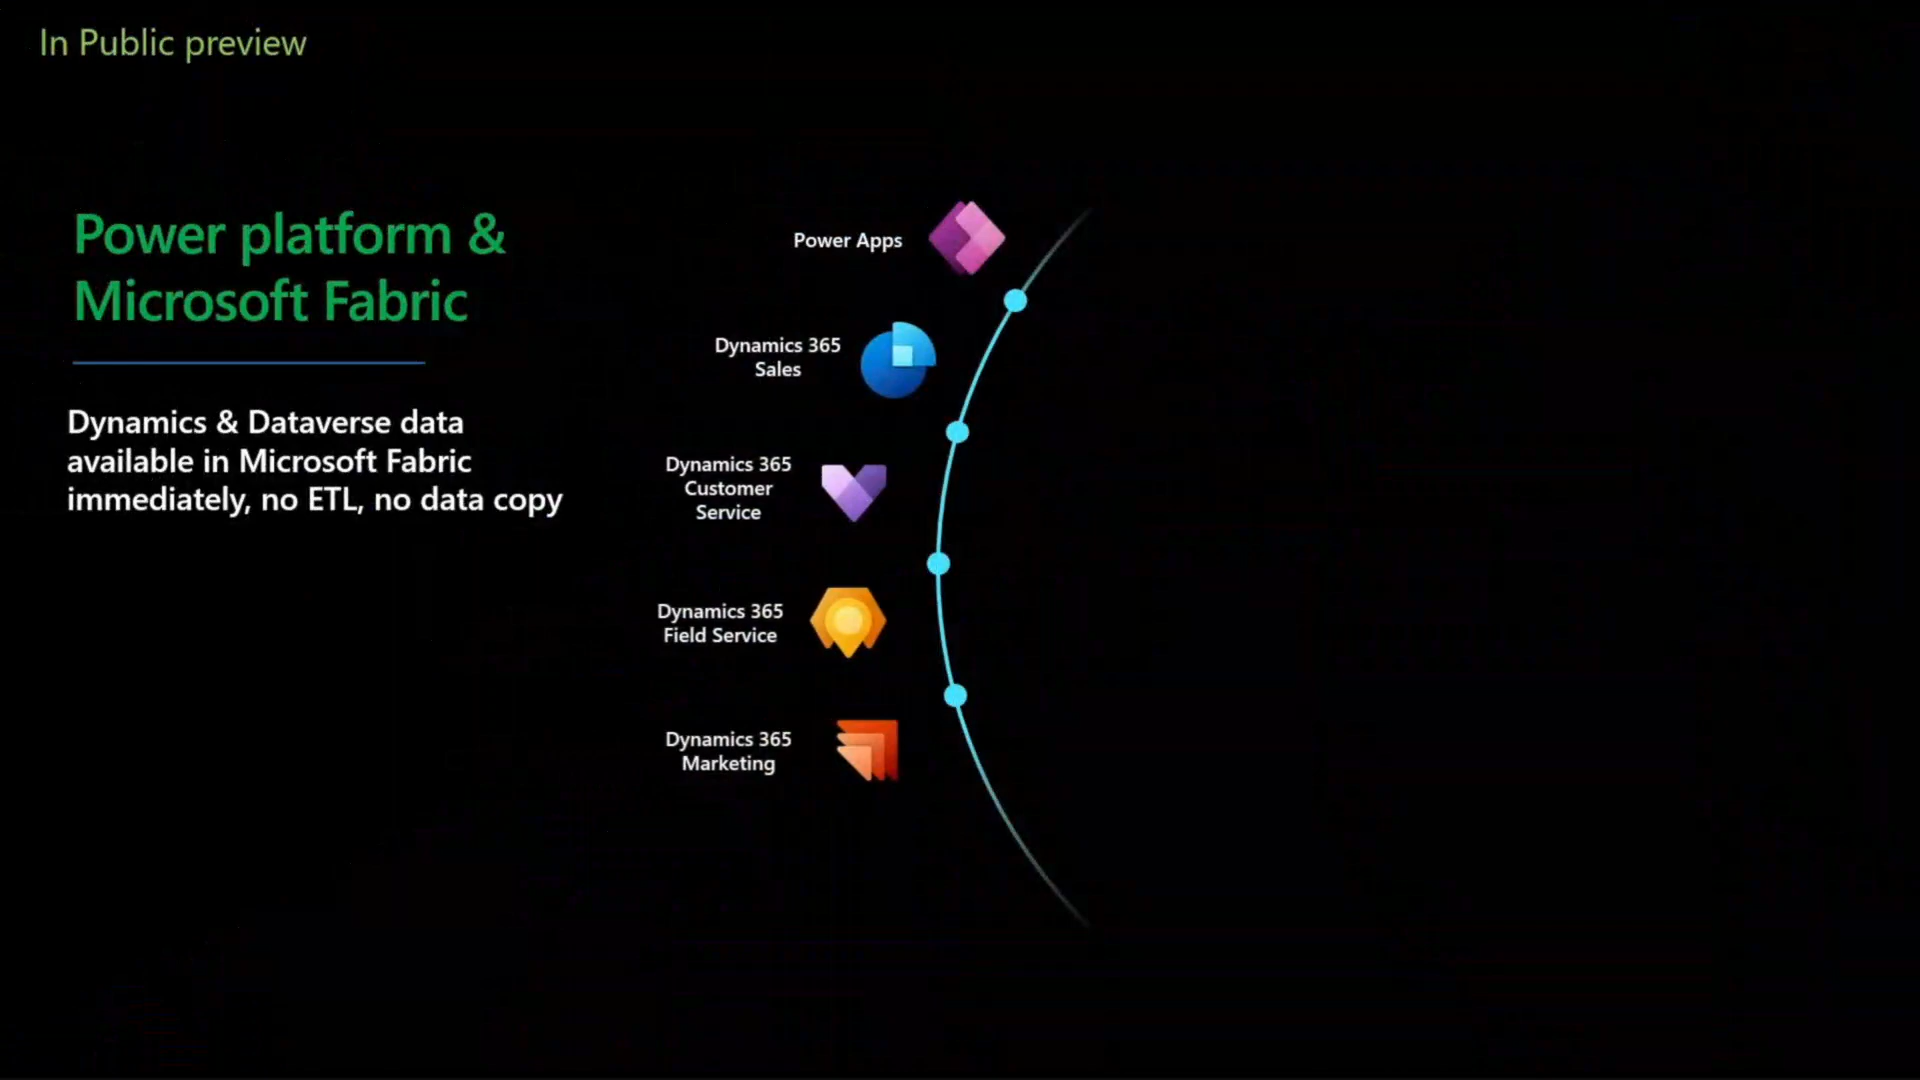 In Public preview
Power platform &
Microsoft Fabric
Dynamics & Dataverse data
available in Microsoft Fabric
immediately, no ETL, no data copy
Power Apps
Dynamics 365
Sales
Dynamics 365
Customer
Service
Dynamics 365
Field Service
Dynamics 365
Marketing